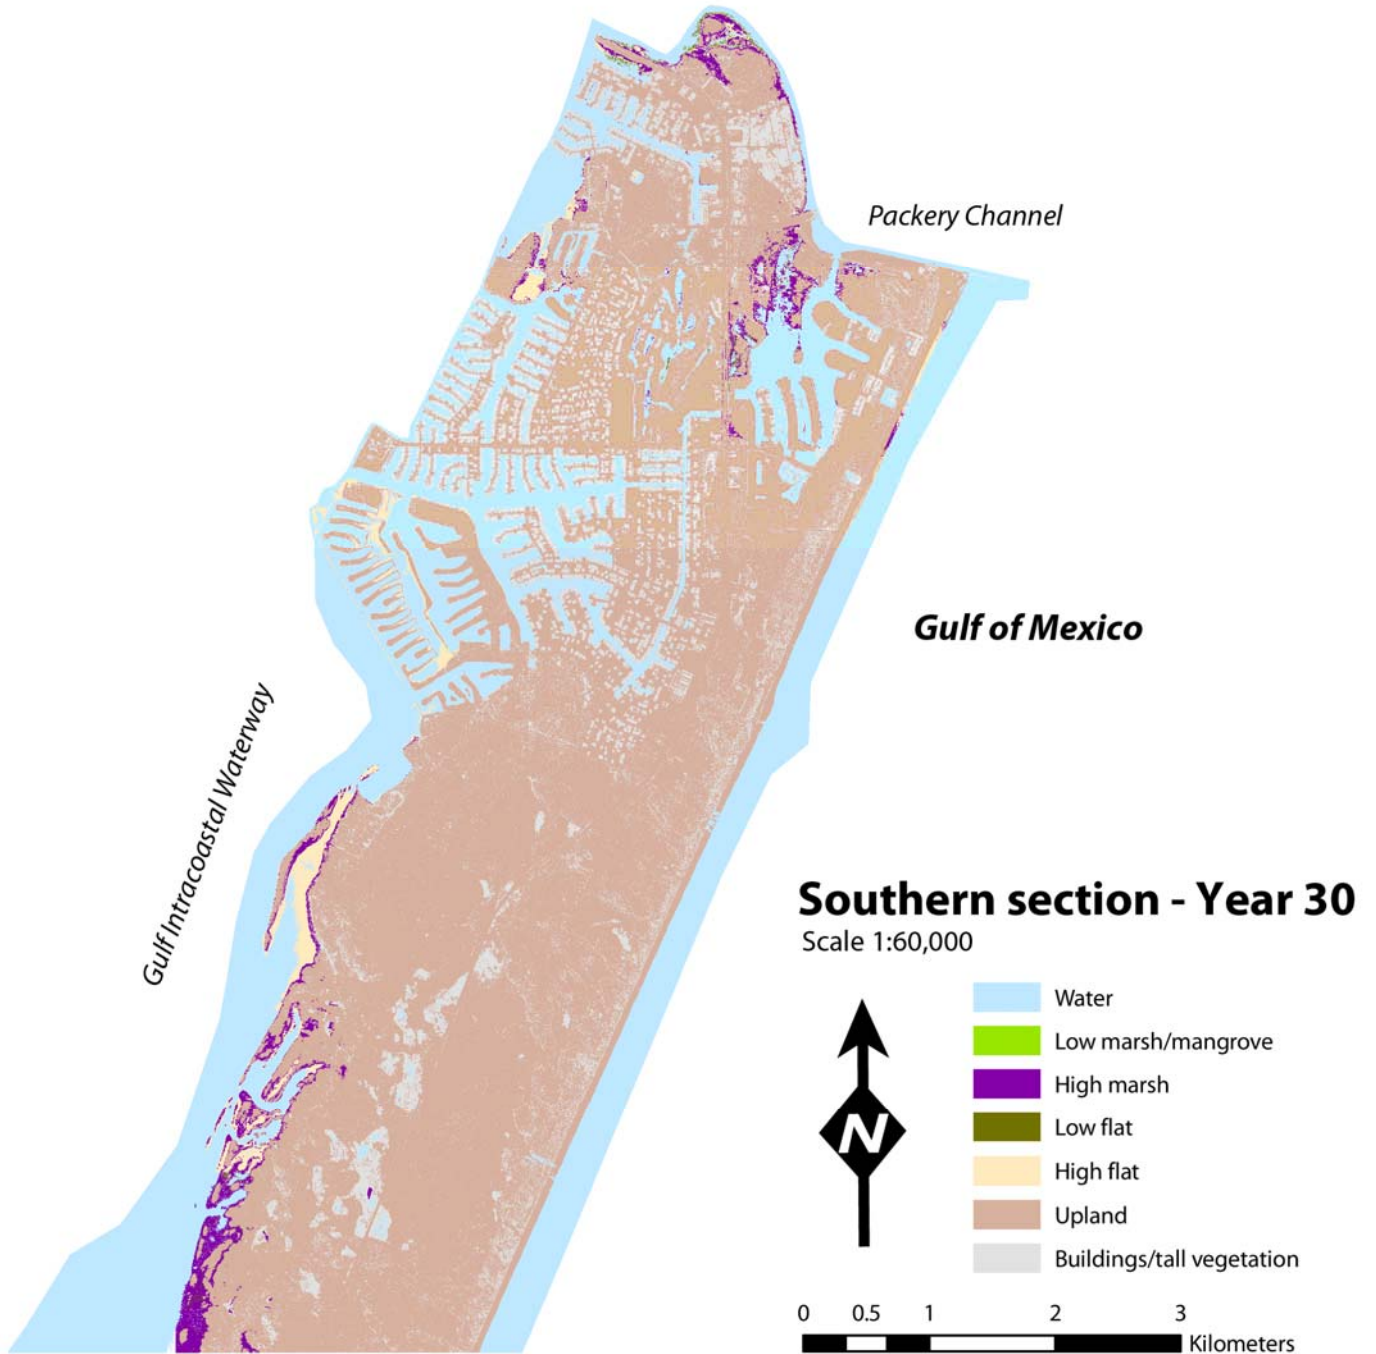 Packery Channel
Gulf of Mexico
Gulf Intracoastal Waterway
Southern section - Year 30
Scale 1:60,000
N
Water
Low marsh/mangrove
High marsh
Low flat
High flat
Upland
Buildings/tall vegetation
0 0.5 1 2 3
Kilometers